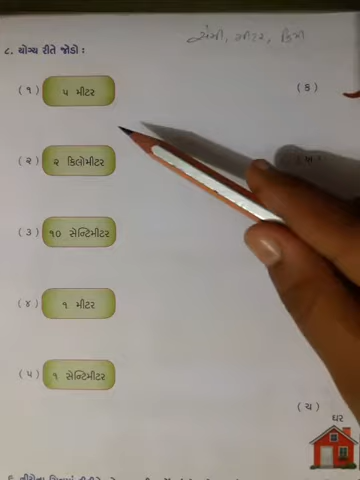 સેમી, મીટર, કિમી
૮. યોગ્ય રીતે જોડો :
(૧) ૫ મીટર (ક)
(૨) ૨ કિલોમીટર (ખ)
(૩) ૧૦ સેન્ટિમીટર
(૪) ૧ મીટર
(૫) ૧ સેન્ટિમીટર
(ચ)
ઘર